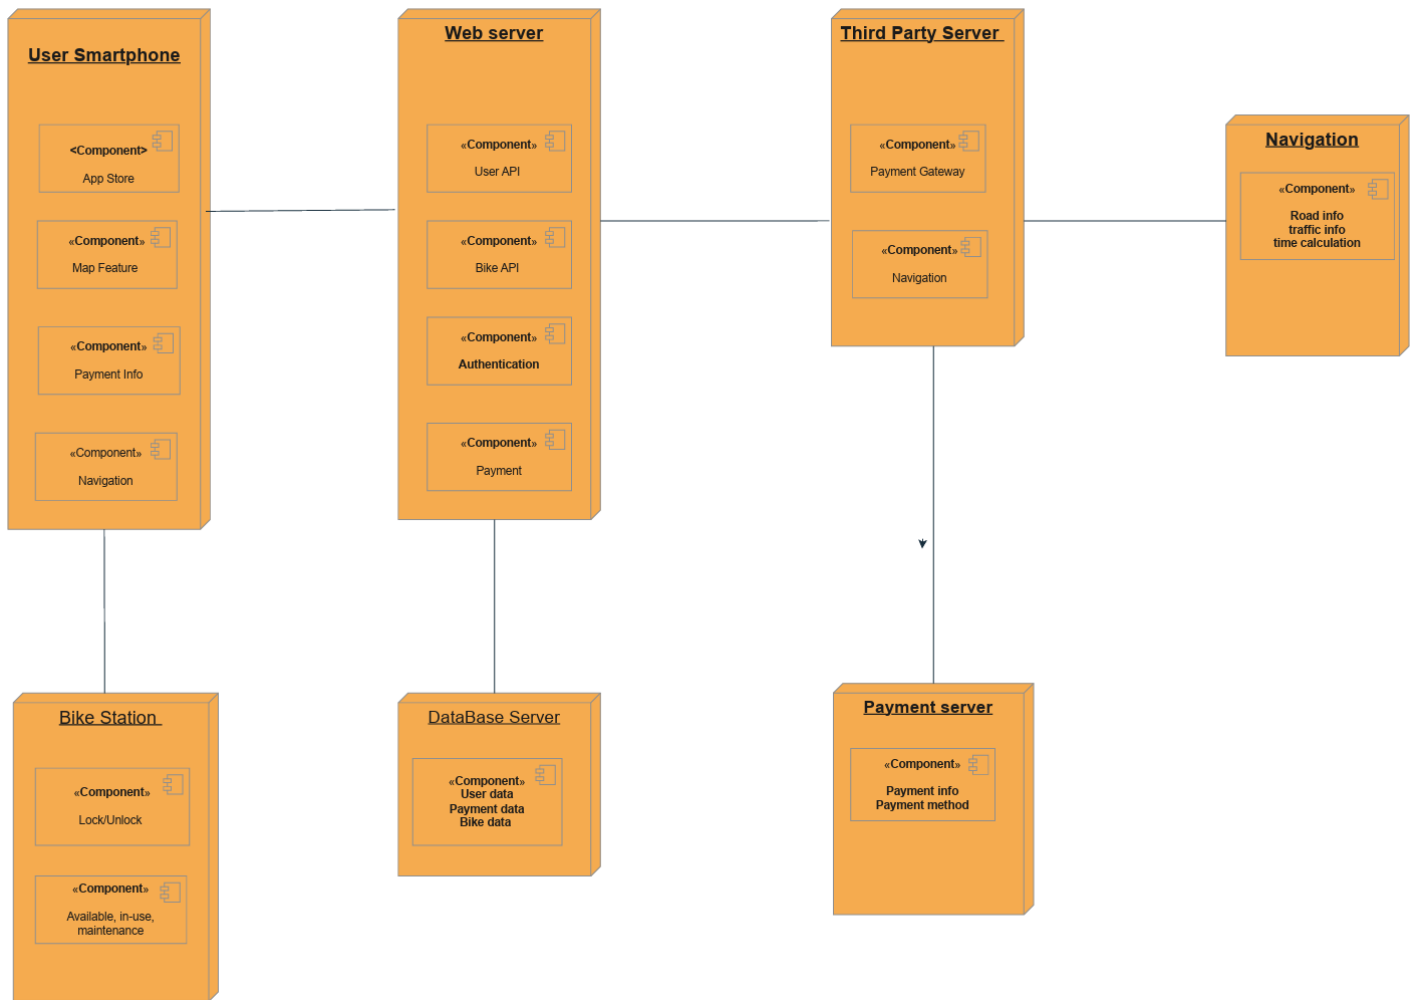 User Smartphone
<Component>
App Store
«Component»
Map Feature
«Component»
Payment Info
«Component»
Navigation
Web server
«Component»
User API
«Component»
Bike API
«Component»
Authentication
«Component»
Payment
Third Party Server
«Component»
Payment Gateway
«Component»
Navigation
Navigation
«Component»
Road info
traffic info
time calculation
Bike Station
«Component»
Lock/Unlock
«Component»
Available, in-use,
maintenance
DataBase Server
«Component»
User data
Payment data
Bike data
Payment server
«Component»
Payment info
Payment method